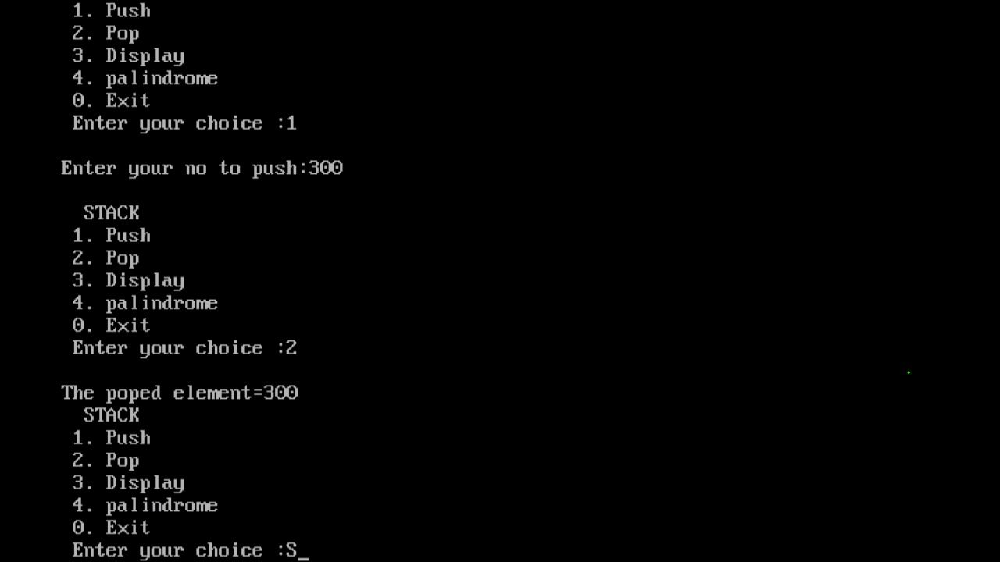 1. Push
2. Pop
3. Display
4. palindrome
0. Exit
Enter your choice :1
Enter your no to push:300
STACK
1. Push
2. Pop
3. Display
4. palindrome
0. Exit
Enter your choice :2
The poped element=300
STACK
1. Push
2. Pop
3. Display
4. palindrome
0. Exit
Enter your choice :S_